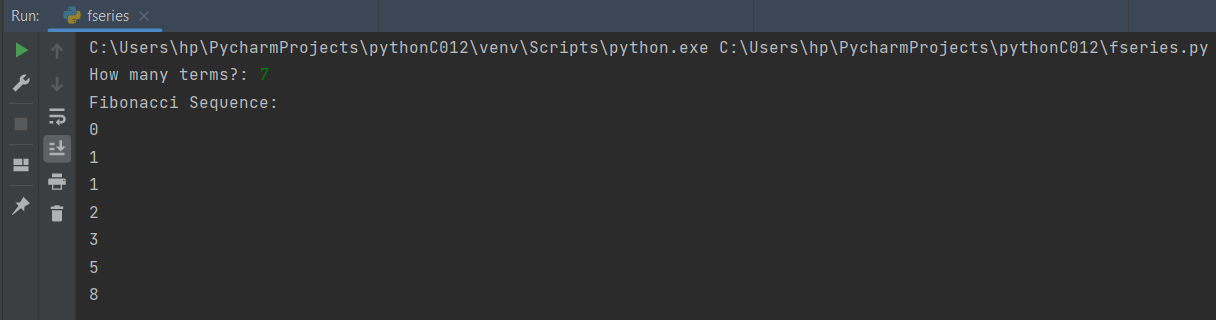 Run: fseries
C:\Users\hp\PycharmProjects\pythonC012\venv\Scripts\python.exe C:\Users\hp\PycharmProjects\pythonC012\fseries.py
How many terms?: 7
Fibonacci Sequence:
0
1
1
2
3
5
8